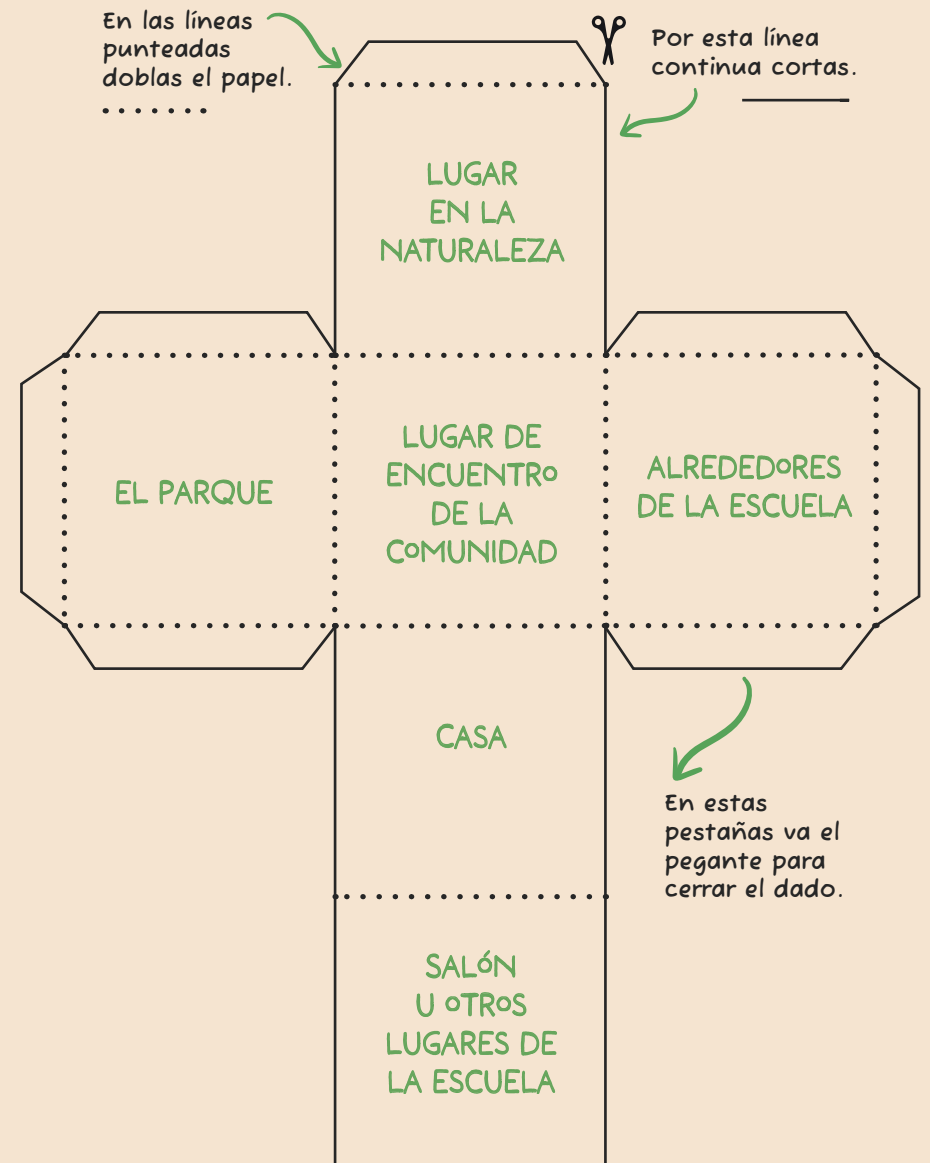 En las líneas
punteadas
doblas el papel.
Por esta línea
continua cortas.
LUGAR
EN LA
NATURALEZA
EL PARQUE
LUGAR DE
ENCUENTRO
DE LA
COMUNIDAD
ALREDEDORES
DE LA ESCUELA
CASA
En estas
pestañas va el
pegante para
cerrar el dado.
SALÓN
U OTROS
LUGARES DE
LA ESCUELA